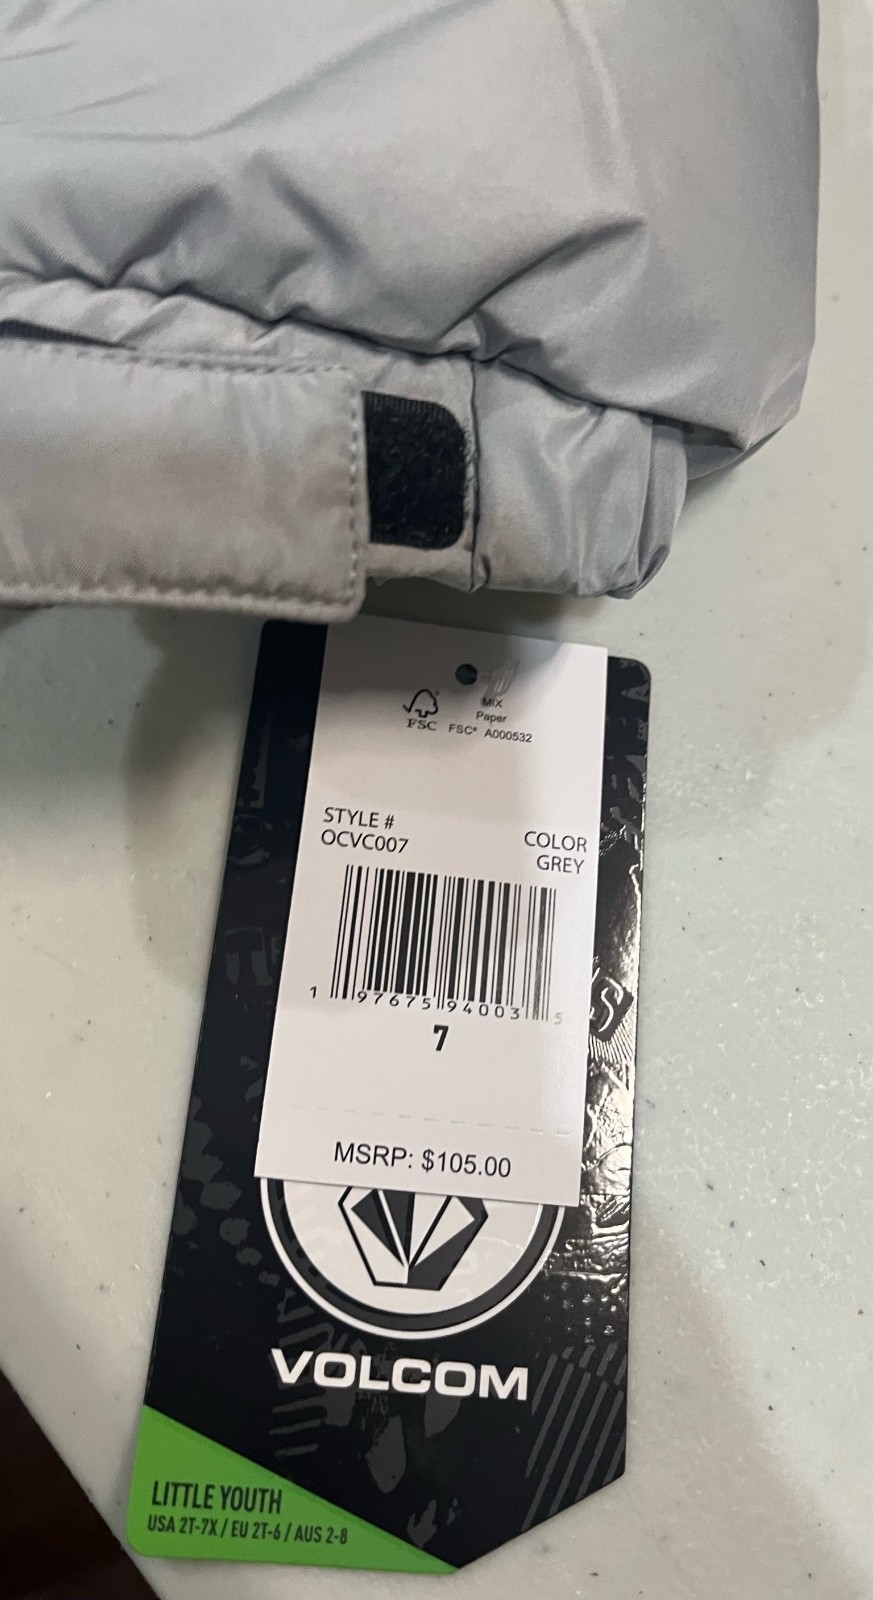 MIX
Paper
FSC FSC® A000532
STYLE #
OCVC007
COLOR
GREY
1 97675 94003 5
7
MSRP: $105.00
VOLCOM
LITTLE YOUTH
USA 2T-7X / EU 2T-6 / AUS 2-8